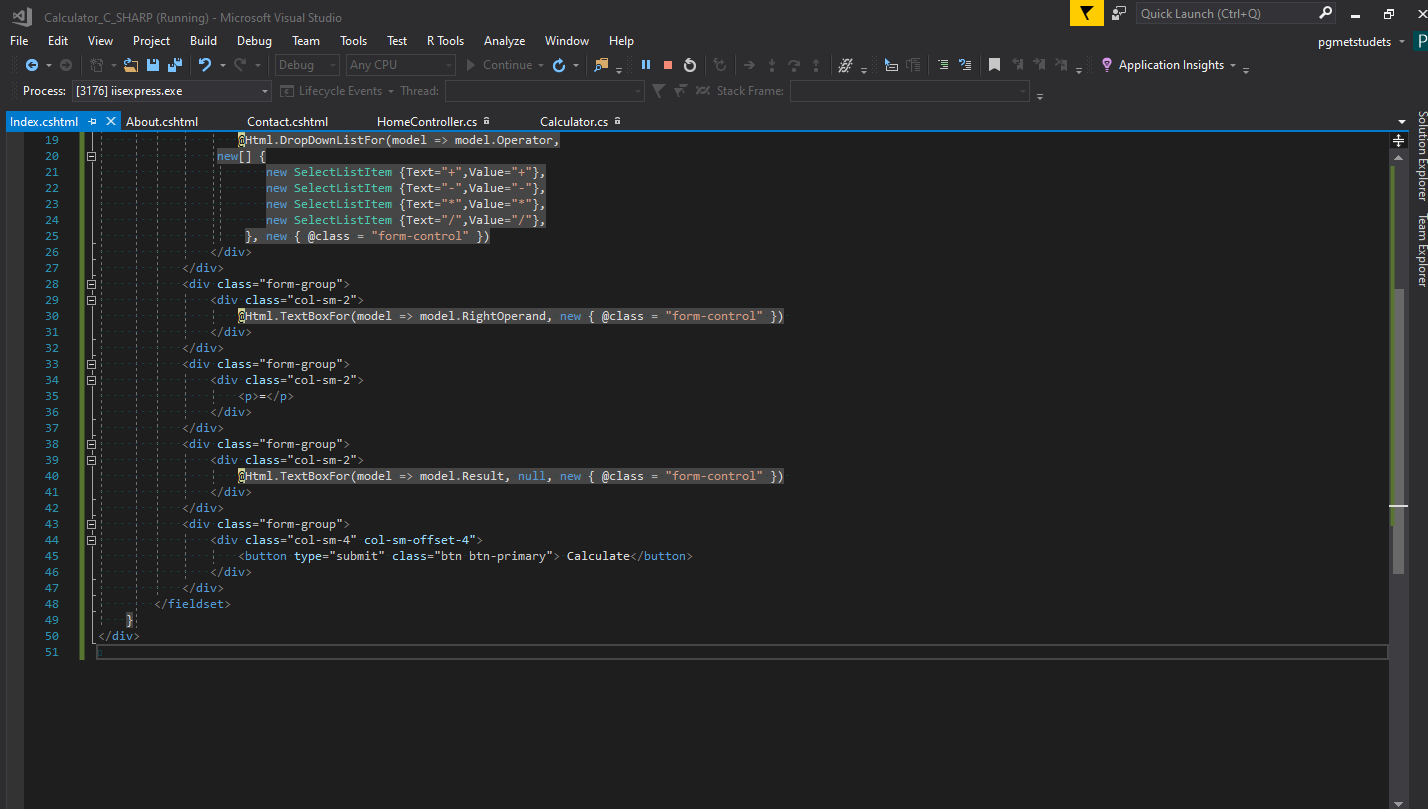 Calculator_C_SHARP (Running) - Microsoft Visual Studio
Quick Launch (Ctrl+Q)
File Edit View Project Build Debug Team Tools Test R Tools Analyze Window Help
pgmetstudets
P
Debug Any CPU Continue Application Insights
Process: [3176] iisexpress.exe Lifecycle Events Thread: Stack Frame:
Index.cshtml About.cshtml Contact.cshtml HomeController.cs Calculator.cs
19 @Html.DropDownListFor(model => model.Operator,
20 new[] {
21 new SelectListItem {Text="+",Value="+"},
22 new SelectListItem {Text="-",Value="-"},
23 new SelectListItem {Text="*",Value="*"},
24 new SelectListItem {Text="/",Value="/"},
25 }, new { @class = "form-control" })
26 </div>
27 </div>
28 <div class="form-group">
29 <div class="col-sm-2">
30 @Html.TextBoxFor(model => model.RightOperand, new { @class = "form-control" })
31 </div>
32 </div>
33 <div class="form-group">
34 <div class="col-sm-2">
35 <p>=</p>
36 </div>
37 </div>
38 <div class="form-group">
39 <div class="col-sm-2">
40 @Html.TextBoxFor(model => model.Result, null, new { @class = "form-control" })
41 </div>
42 </div>
43 <div class="form-group">
44 <div class="col-sm-4" col-sm-offset-4">
45 <button type="submit" class="btn btn-primary"> Calculate</button>
46 </div>
47 </div>
48 </fieldset>
49 }
50 </div>
51
Solution Explorer
Team Explorer